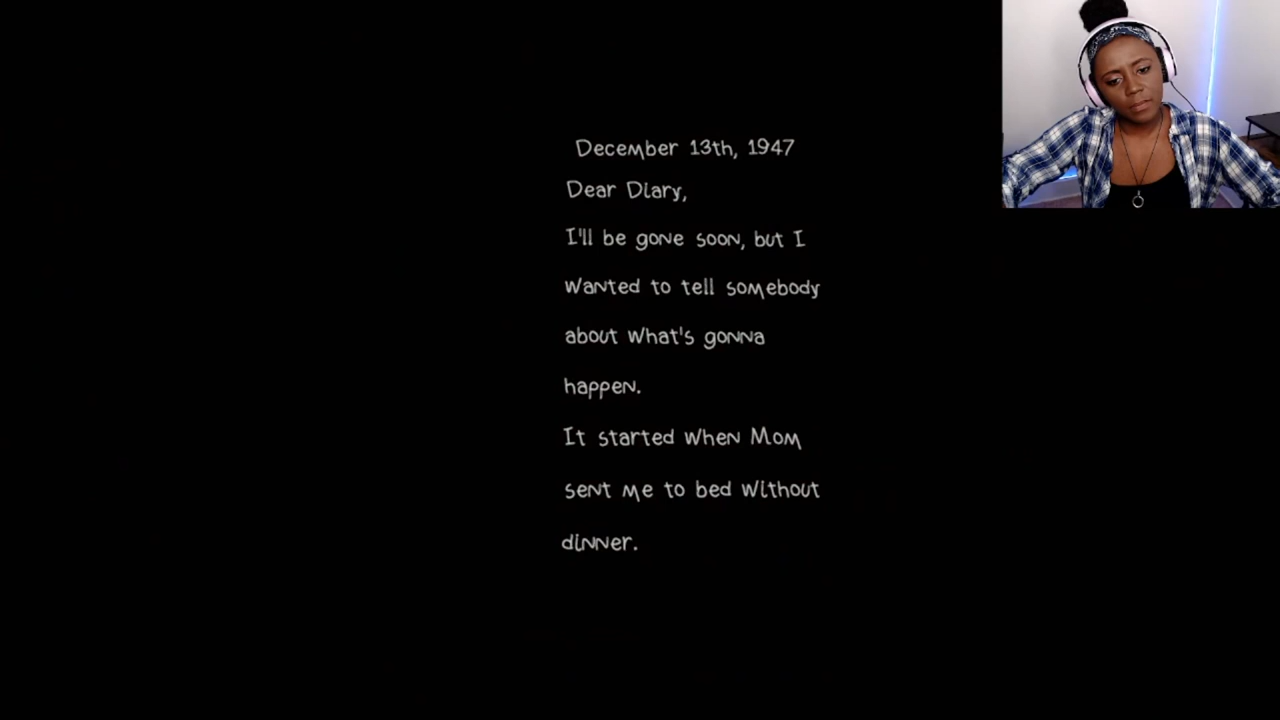 December 13th, 1947
Dear Diary,
I'll be gone soon, but I
wanted to tell somebody
about what's gonna
happen.
It started when Mom
sent me to bed without
dinner.